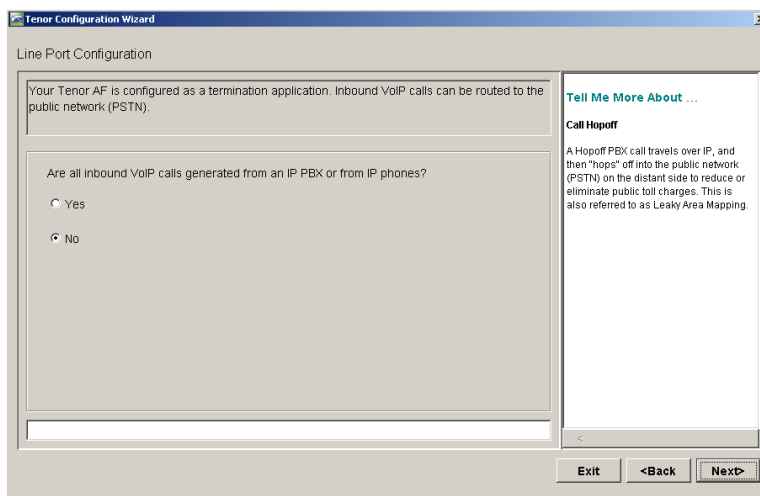 Tenor Configuration Wizard
Line Port Configuration
Your Tenor AF is configured as a termination application. Inbound VoIP calls can be routed to the
public network (PSTN).
Are all inbound VoIP calls generated from an IP PBX or from IP phones?
Yes
No
Tell Me More About ...
Call Hopoff
A Hopoff PBX call travels over IP, and
then "hops" off into the public network
(PSTN) on the distant side to reduce or
eliminate public toll charges. This is
also referred to as Leaky Area Mapping.
Exit
<Back
Next>